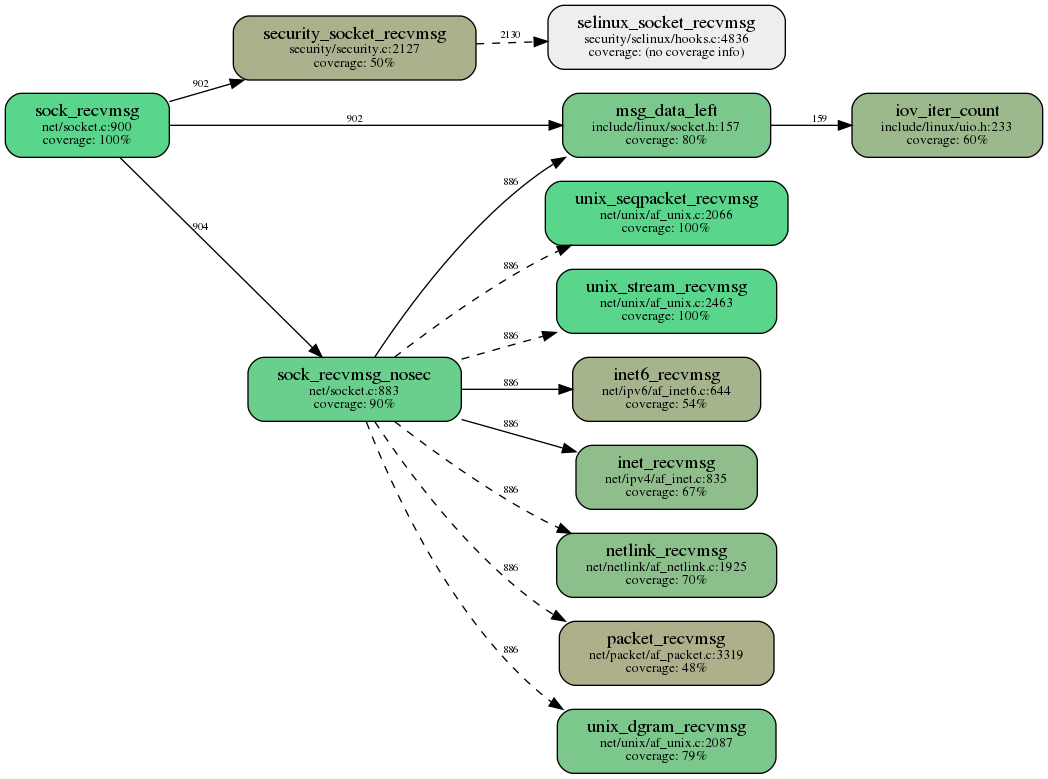 security_socket_recvmsg
security/security.c:2127
coverage: 50%
2130
selinux_socket_recvmsg
security/selinux/hooks.c:4836
coverage: (no coverage info)
902
sock_recvmsg
net/socket.c:900
coverage: 100%
902
msg_data_left
include/linux/socket.h:157
coverage: 80%
159
iov_iter_count
include/linux/uio.h:233
coverage: 60%
886
unix_seqpacket_recvmsg
net/unix/af_unix.c:2066
coverage: 100%
904
886
unix_stream_recvmsg
net/unix/af_unix.c:2463
coverage: 100%
886
sock_recvmsg_nosec
net/socket.c:883
coverage: 90%
886
inet6_recvmsg
net/ipv6/af_inet6.c:644
coverage: 54%
886
inet_recvmsg
net/ipv4/af_inet.c:835
coverage: 67%
886
netlink_recvmsg
net/netlink/af_netlink.c:1925
coverage: 70%
886
packet_recvmsg
net/packet/af_packet.c:3319
coverage: 48%
886
unix_dgram_recvmsg
net/unix/af_unix.c:2087
coverage: 79%